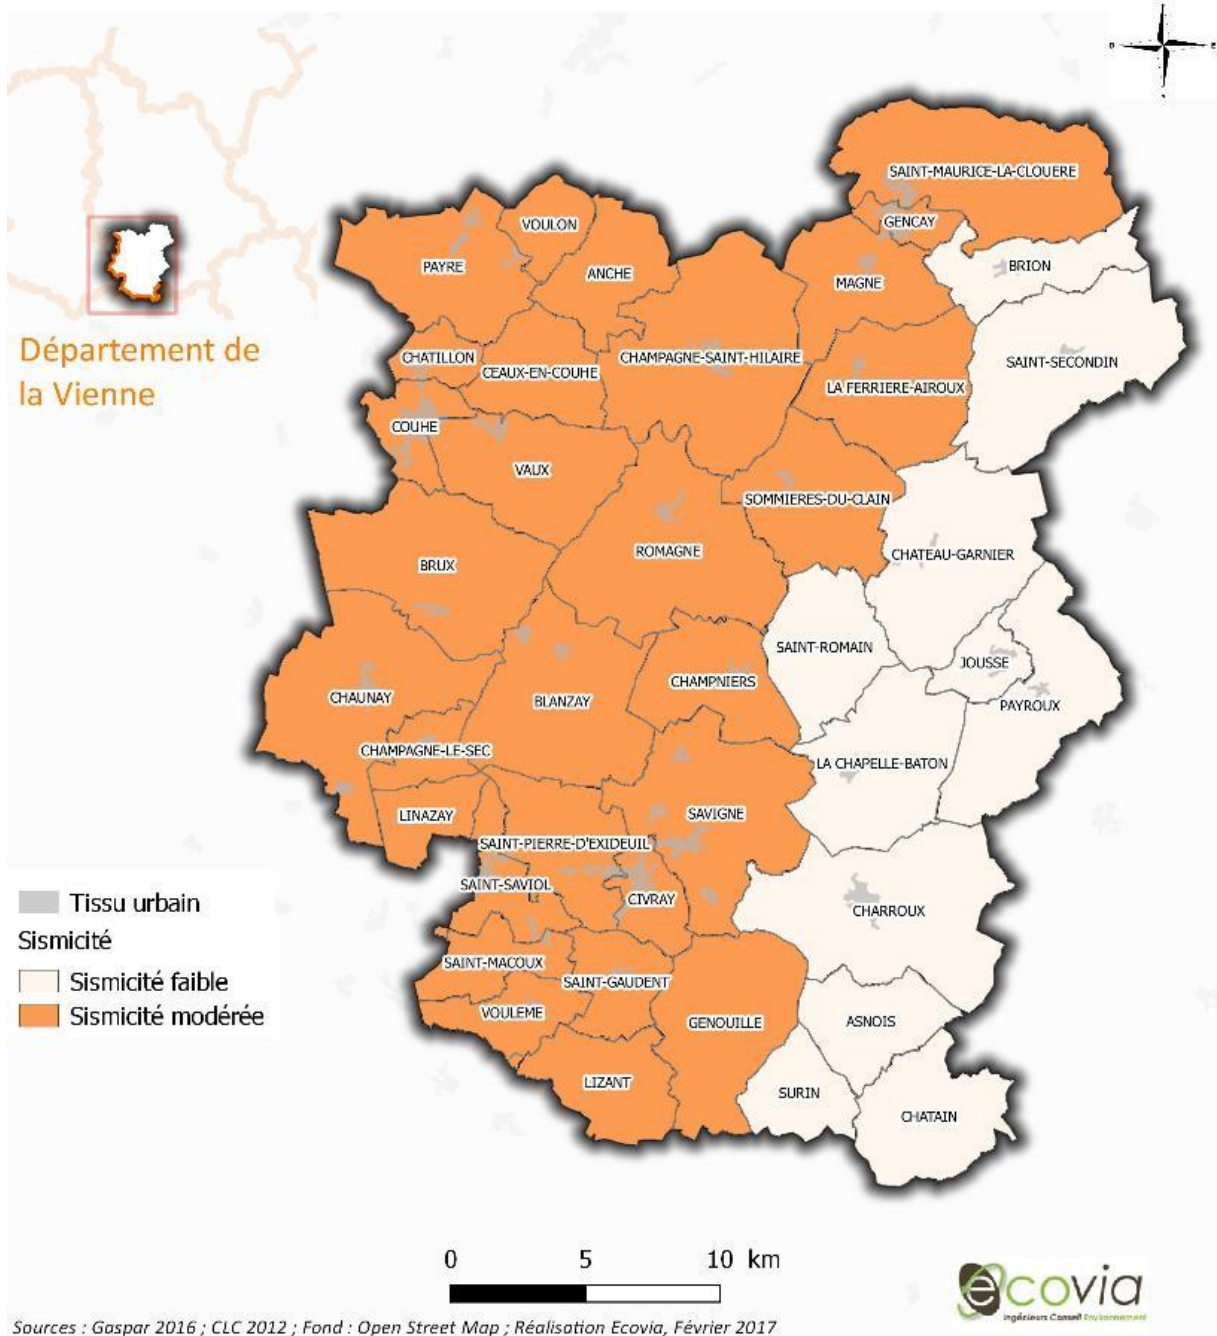 O
E
SAINT-MAURICE-LA-CLOUERE
GENCAY
VOULON
PAYRE
ANCHE
MAGNE
BRION
Département de
la Vienne
CHATILLON
CEAUX-EN-COUHE
CHAMPAGNE-SAINT-HILAIRE
LA FERRIERE-AIROUX
SAINT-SECONDIN
COUHE
VAUX
SOMMIERES-DU-CLAIN
BRUX
ROMAGNE
CHATEAU-GARNIER
SAINT-ROMAIN
JOUSSE
CHAUNAY
BLANZAY
CHAMPNIERS
PAYROUX
CHAMPAGNE-LE-SEC
LA CHAPELLE-BATON
LINAZAY
SAVIGNE
SAINT-PIERRE-D'EXIDEUIL
SAINT-SAVIOL
CIVRAY
CHARROUX
Tissu urbain
Sismicité
Sismicité faible
Sismicité modérée
SAINT-MACOUX
SAINT-GAUDENT
VOULEME
GENOUILLE
ASNOIS
LIZANT
SURIN
CHATAIN
0 5 10 km
ecovia
Ingénieurs Conseil Environnement
Sources : Gaspar 2016 ; CLC 2012 ; Fond : Open Street Map ; Réalisation Ecovia, Février 2017